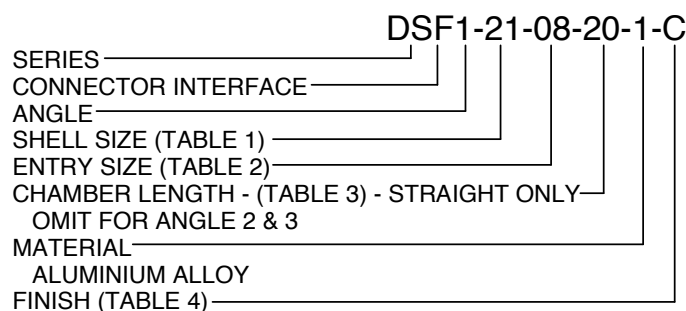 DSF1-21-08-20-1-C
SERIES
CONNECTOR INTERFACE
ANGLE
SHELL SIZE (TABLE 1)
ENTRY SIZE (TABLE 2)
CHAMBER LENGTH - (TABLE 3) - STRAIGHT ONLY
OMIT FOR ANGLE 2 & 3
MATERIAL
ALUMINIUM ALLOY
FINISH (TABLE 4)